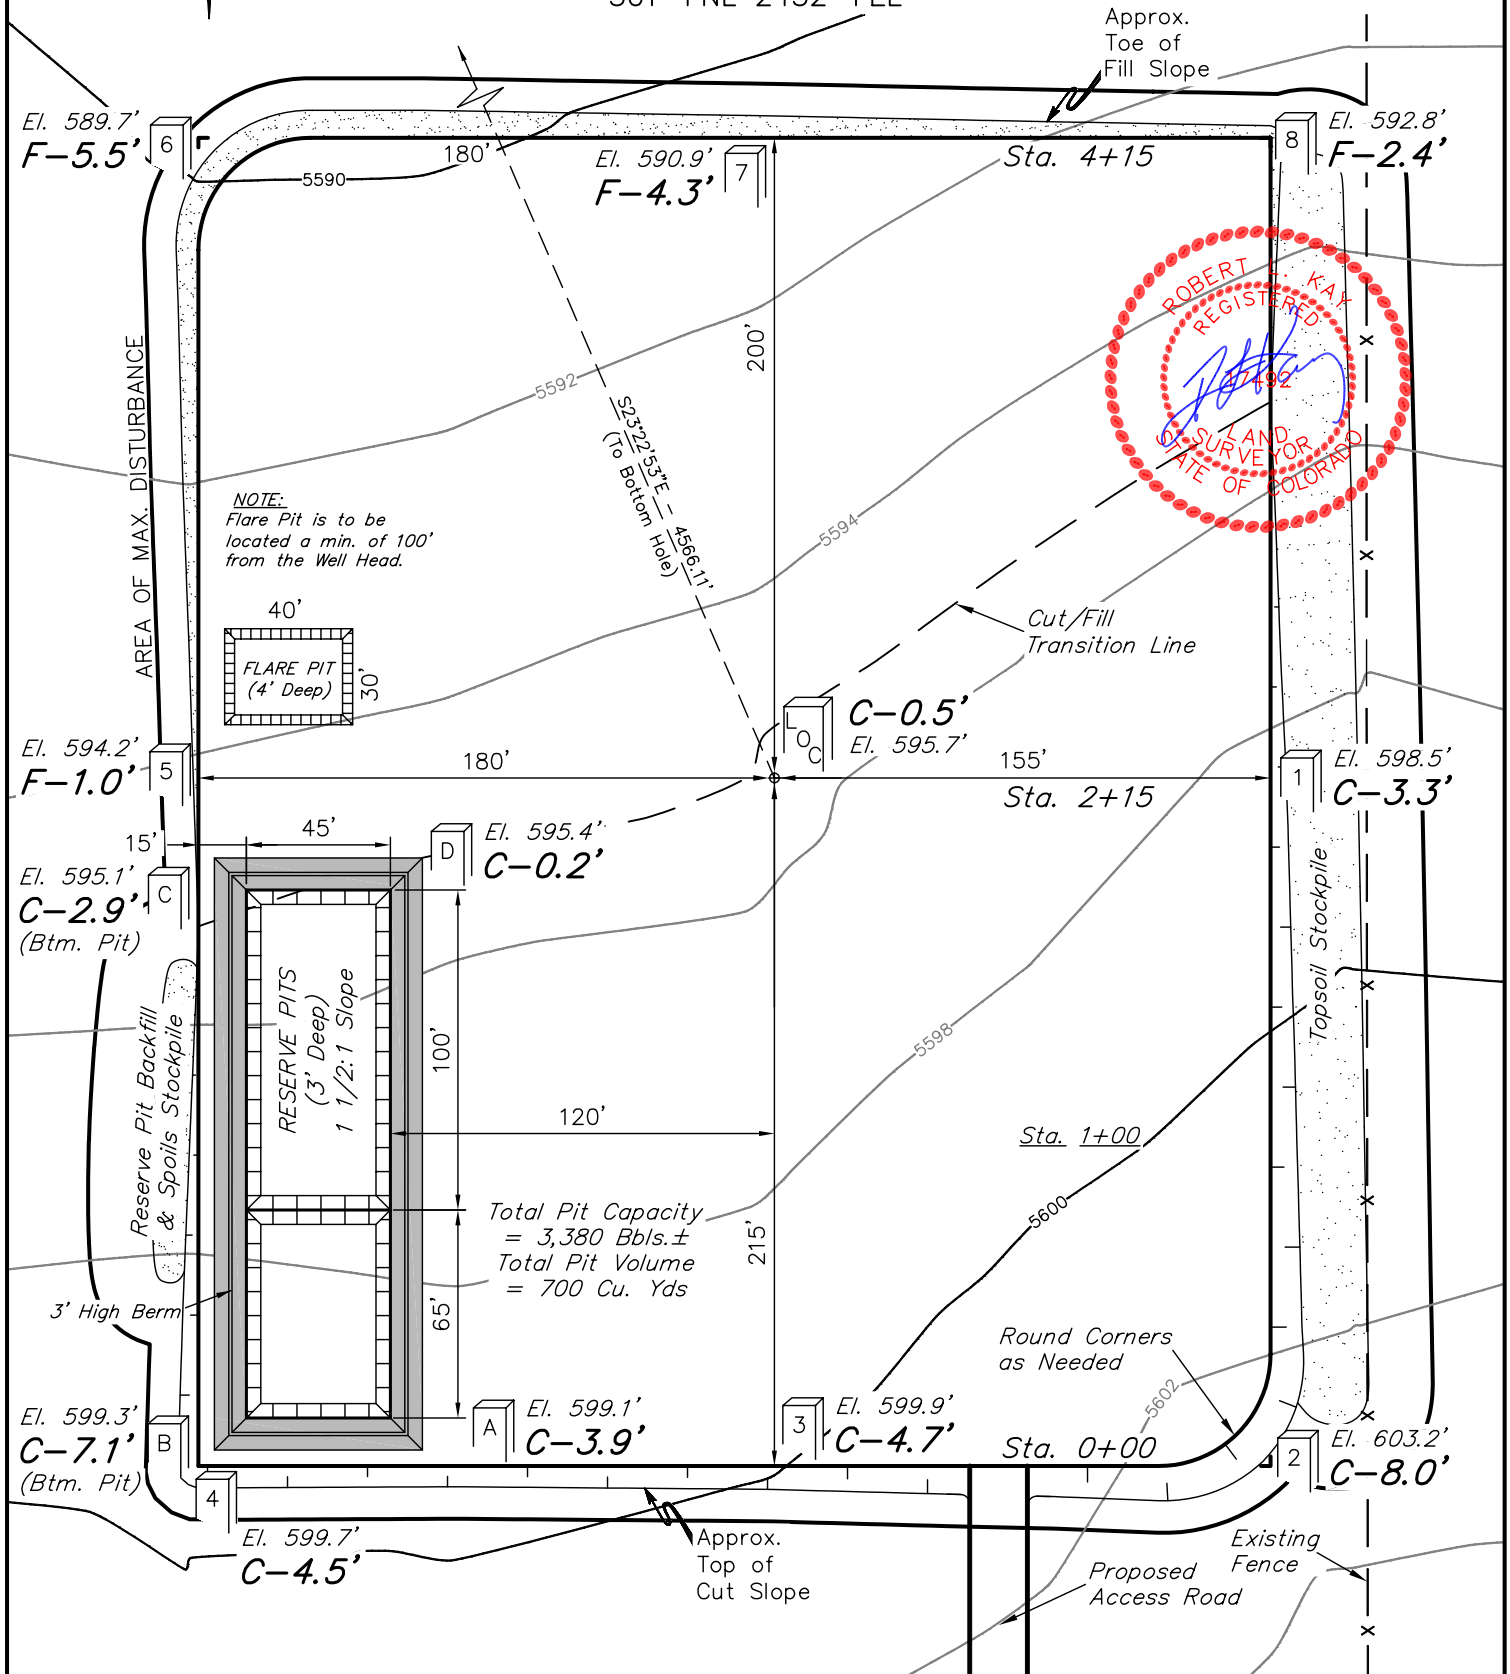 Approx.
Toe of
Fill Slope
El. 589.7'
F-5.5'
6
180'
5590
El. 590.9'
F-4.3'
7
Sta. 4+15
8
El. 592.8'
F-2.4'
ROBERT L. KAY
REGISTERED
17492
LAND
SURVEYOR
STATE OF COLORADO
200'
5592
AREA OF MAX. DISTURBANCE
S23°22'53"E - 4566.11'
(To Bottom Hole)
NOTE:
Flare Pit is to be
located a min. of 100'
from the Well Head.
5594
40'
FLARE PIT
(4' Deep)
30'
Cut/Fill
Transition Line
LOC
C-0.5'
El. 595.7'
El. 594.2'
F-1.0'
5
180'
155'
Sta. 2+15
1
El. 598.5'
C-3.3'
15'
45'
D
El. 595.4'
C-0.2'
El. 595.1'
C-2.9'
(Btm. Pit)
C
RESERVE PITS
(3' Deep)
1 1/2:1 Slope
100'
Topsoil Stockpile
Reserve Pit Backfill
& Spoils Stockpile
5598
120'
Sta. 1+00
5600
Total Pit Capacity
= 3,380 Bbls.±
Total Pit Volume
= 700 Cu. Yds
215'
65'
3' High Berm
Round Corners
as Needed
5602
El. 599.3'
C-7.1'
(Btm. Pit)
B
A
El. 599.1'
C-3.9'
3
El. 599.9'
C-4.7'
Sta. 0+00
2
El. 603.2'
C-8.0'
4
El. 599.7'
C-4.5'
Approx.
Top of
Cut Slope
Proposed
Access Road
Existing
Fence